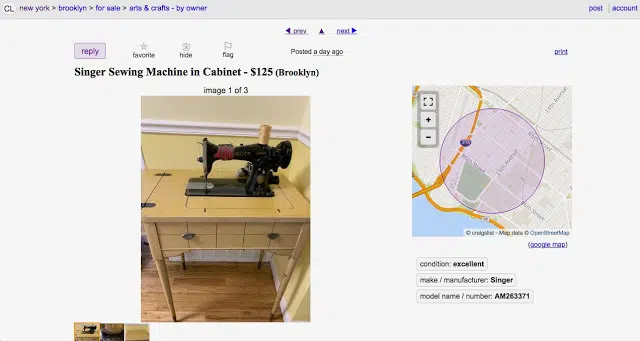 CL new york > brooklyn > for sale > arts & crafts - by owner post account
◀ prev ▲ next ▶
reply favorite hide flag Posted a day ago print
Singer Sewing Machine in Cabinet - $125 (Brooklyn)
image 1 of 3
+
−
© craigslist - Map data © OpenStreetMap
(google map)
condition: excellent
make / manufacturer: Singer
model name / number: AM263371